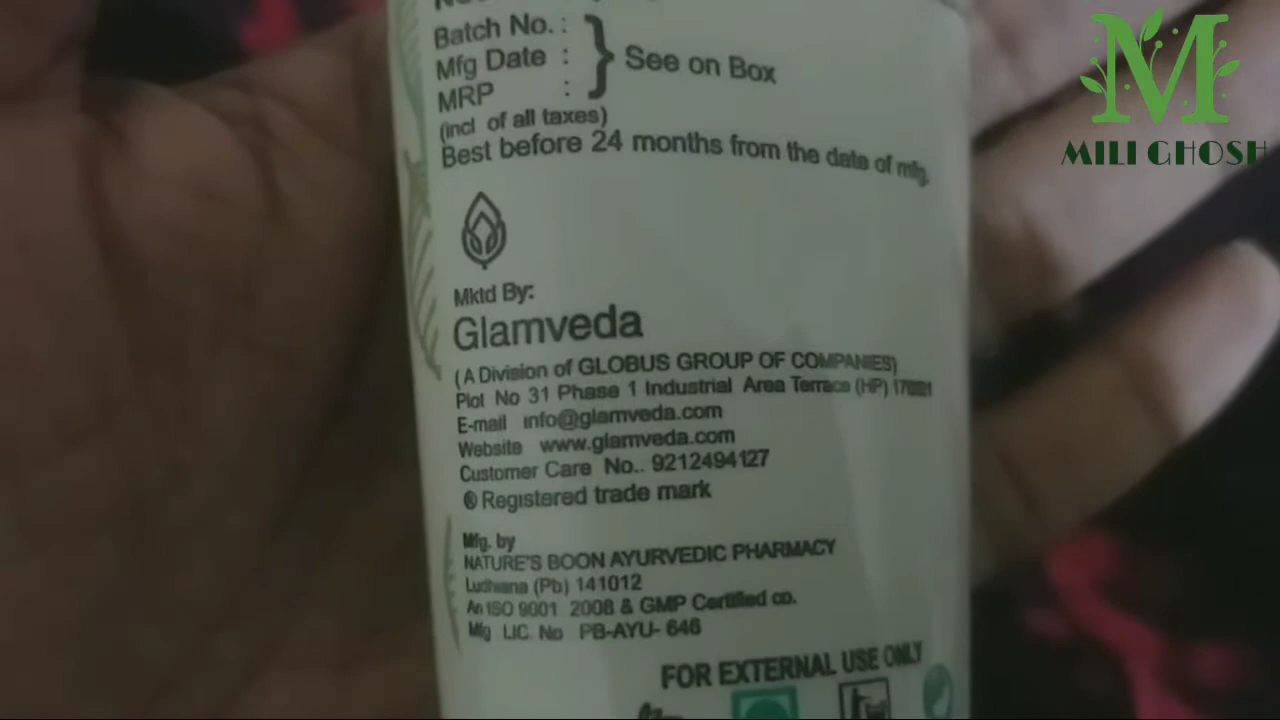 Batch No. :
Mfg Date :
MRP :
} See on Box
(incl of all taxes)
Best before 24 months from the date of mfg.
Mktd By:
Glamveda
(A Division of GLOBUS GROUP OF COMPANIES)
Plot No 31 Phase 1 Industrial Area Terrace (HP)
E-mail info@glamveda.com
Website www.glamveda.com
Customer Care No.. 9212494127
® Registered trade mark
Mfg. by
NATURE'S BOON AYURVEDIC PHARMACY
Ludhiana (Pb) 141012
An ISO 9001 2008 & GMP Certified co.
Mfg LIC. No PB-AYU- 646
FOR EXTERNAL USE ONLY
M
MILI GHOSH